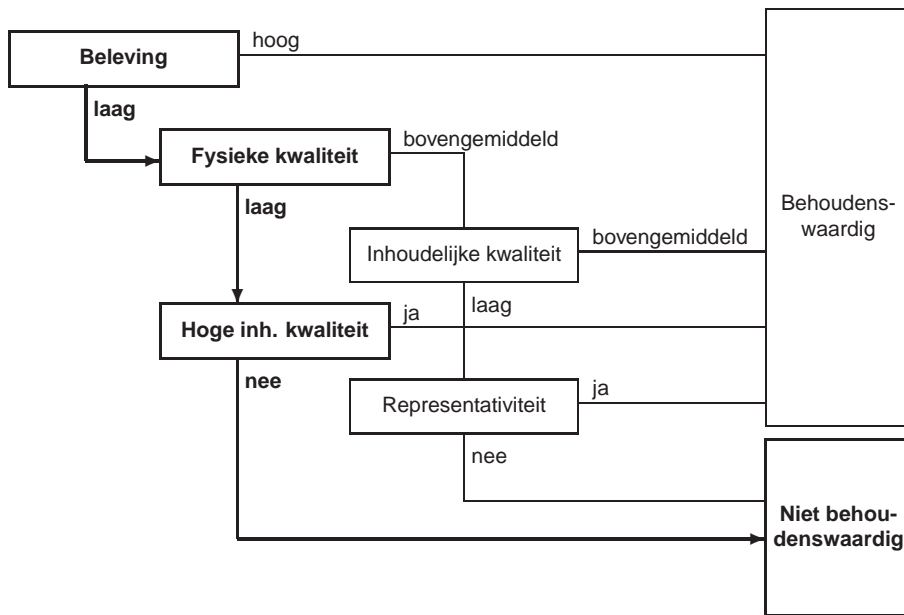 hoog
Beleving
laag
bovengemiddeld
Fysieke kwaliteit
laag
Behoudens-
waardig
bovengemiddeld
Inhoudelijke kwaliteit
laag
ja
Hoge inh. kwaliteit
nee
ja
Representativiteit
nee
Niet behou-
denswaardig